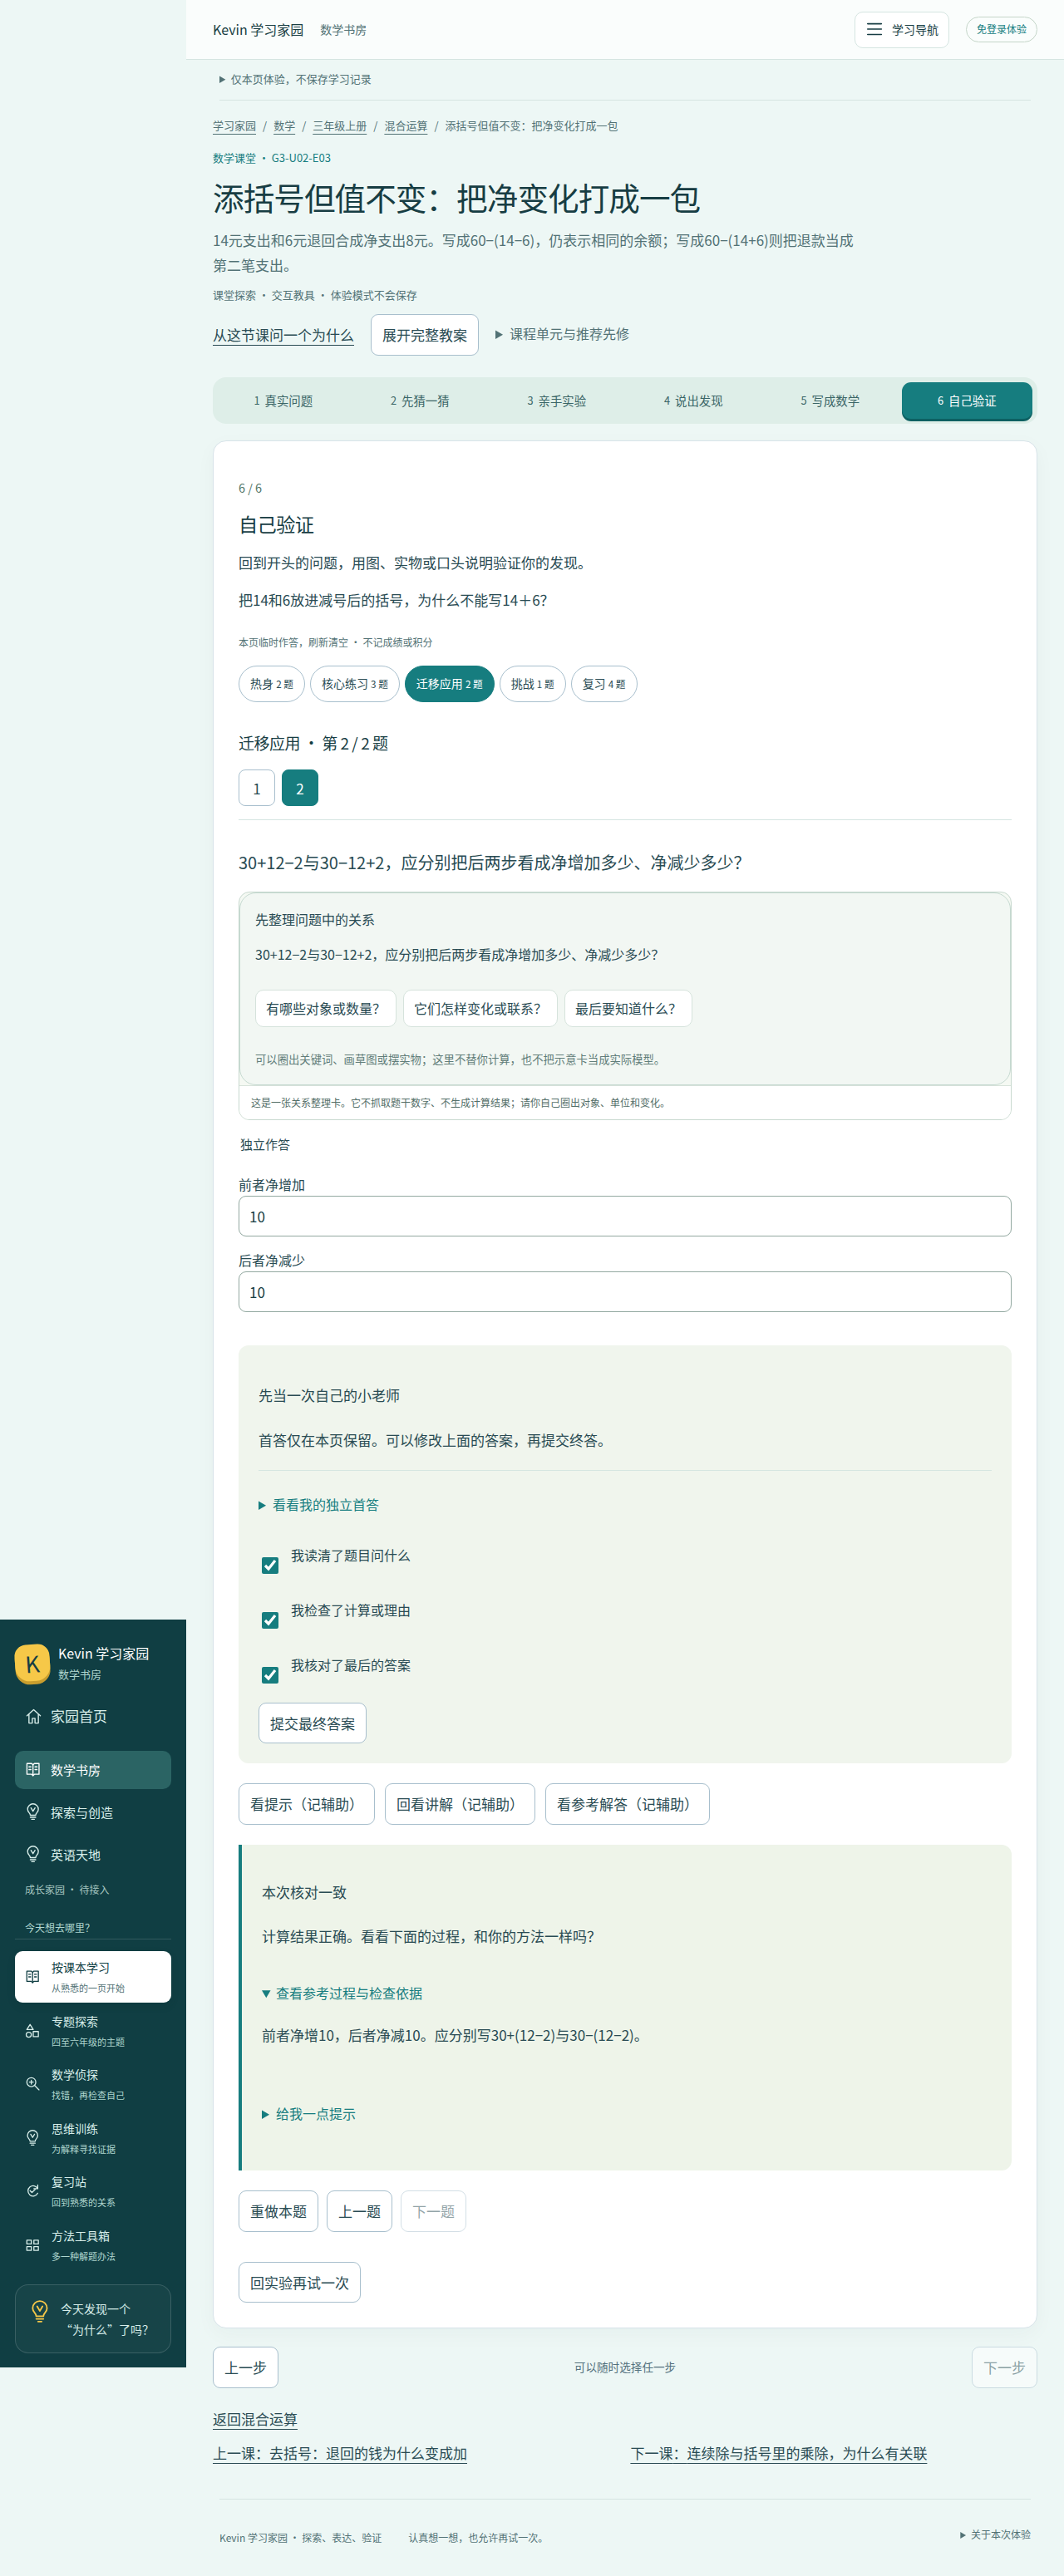 Kevin 学习家园 数学书房 学习导航 免登录体验
仅本页体验，不保存学习记录
学习家园 / 数学 / 三年级上册 / 混合运算 / 添括号但值不变：把净变化打成一包
数学课堂 · G3-U02-E03
添括号但值不变：把净变化打成一包
14元支出和6元退回合成净支出8元。写成60−(14−6)，仍表示相同的余额；写成60−(14+6)则把退款当成
第二笔支出。
课堂探索 · 交互教具 · 体验模式不会保存
从这节课问一个为什么 展开完整教案 课程单元与推荐先修
1 真实问题 2 先猜一猜 3 亲手实验 4 说出发现 5 写成数学 6 自己验证
6 / 6
自己验证
回到开头的问题，用图、实物或口头说明验证你的发现。
把14和6放进减号后的括号，为什么不能写14＋6？
本页临时作答，刷新清空 · 不记成绩或积分
热身 2 题 核心练习 3 题 迁移应用 2 题 挑战 1 题 复习 4 题
迁移应用 · 第 2 / 2 题
1 2
30+12−2与30−12+2，应分别把后两步看成净增加多少、净减少多少？
先整理问题中的关系
30+12−2与30−12+2，应分别把后两步看成净增加多少、净减少多少？
有哪些对象或数量？ 它们怎样变化或联系？ 最后要知道什么？
可以圈出关键词、画草图或摆实物；这里不替你计算，也不把示意卡当成实际模型。
这是一张关系整理卡。它不抓取题干数字、不生成计算结果；请你自己圈出对象、单位和变化。
独立作答
前者净增加
10
后者净减少
10
先当一次自己的小老师
首答仅在本页保留。可以修改上面的答案，再提交终答。
看看我的独立首答
我读清了题目问什么
我检查了计算或理由
我核对了最后的答案
提交最终答案
看提示（记辅助） 回看讲解（记辅助） 看参考解答（记辅助）
本次核对一致
计算结果正确。看看下面的过程，和你的方法一样吗？
查看参考过程与检查依据
前者净增10，后者净减10。应分别写30+(12−2)与30−(12−2)。
给我一点提示
重做本题 上一题 下一题
回实验再试一次
上一步 可以随时选择任一步 下一步
返回混合运算
上一课：去括号：退回的钱为什么变成加 下一课：连续除与括号里的乘除，为什么有关联
Kevin 学习家园 · 探索、表达、验证 认真想一想，也允许再试一次。 关于本次体验
K
Kevin 学习家园
数学书房
家园首页
数学书房
探索与创造
英语天地
成长家园 · 待接入
今天想去哪里？
按课本学习
从熟悉的一页开始
专题探索
四至六年级的主题
数学侦探
找错，再检查自己
思维训练
为解释寻找证据
复习站
回到熟悉的关系
方法工具箱
多一种解题办法
今天发现一个
“为什么”了吗？